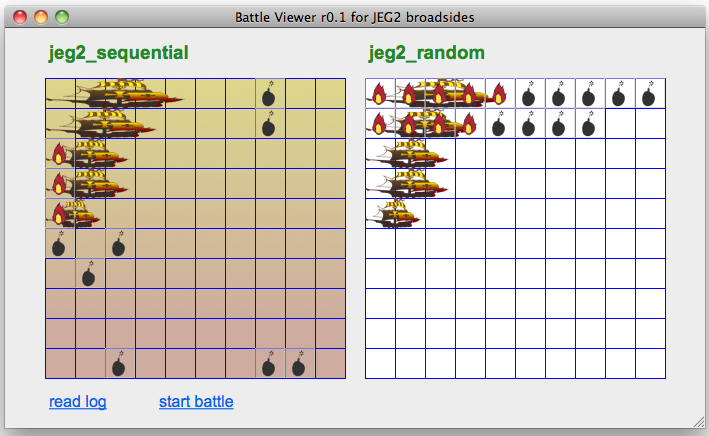 Battle Viewer r0.1 for JEG2 broadsides
jeg2_sequential
jeg2_random
read log
start battle